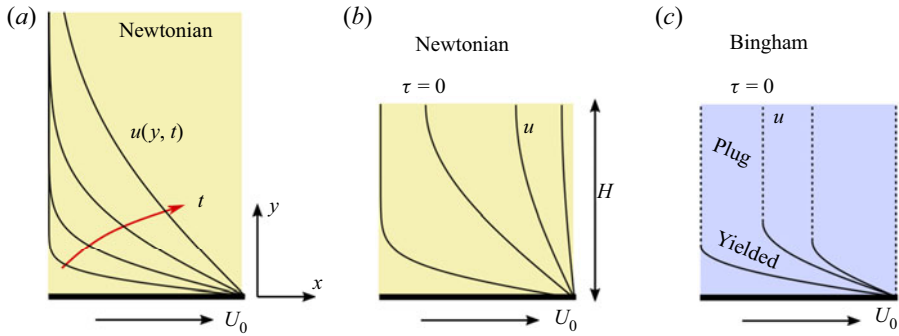 (a)
Newtonian
u(y, t)
t
y
x
U0
(b)
Newtonian
τ = 0
u
H
U0
(c)
Bingham
τ = 0
u
Plug
Yielded
U0